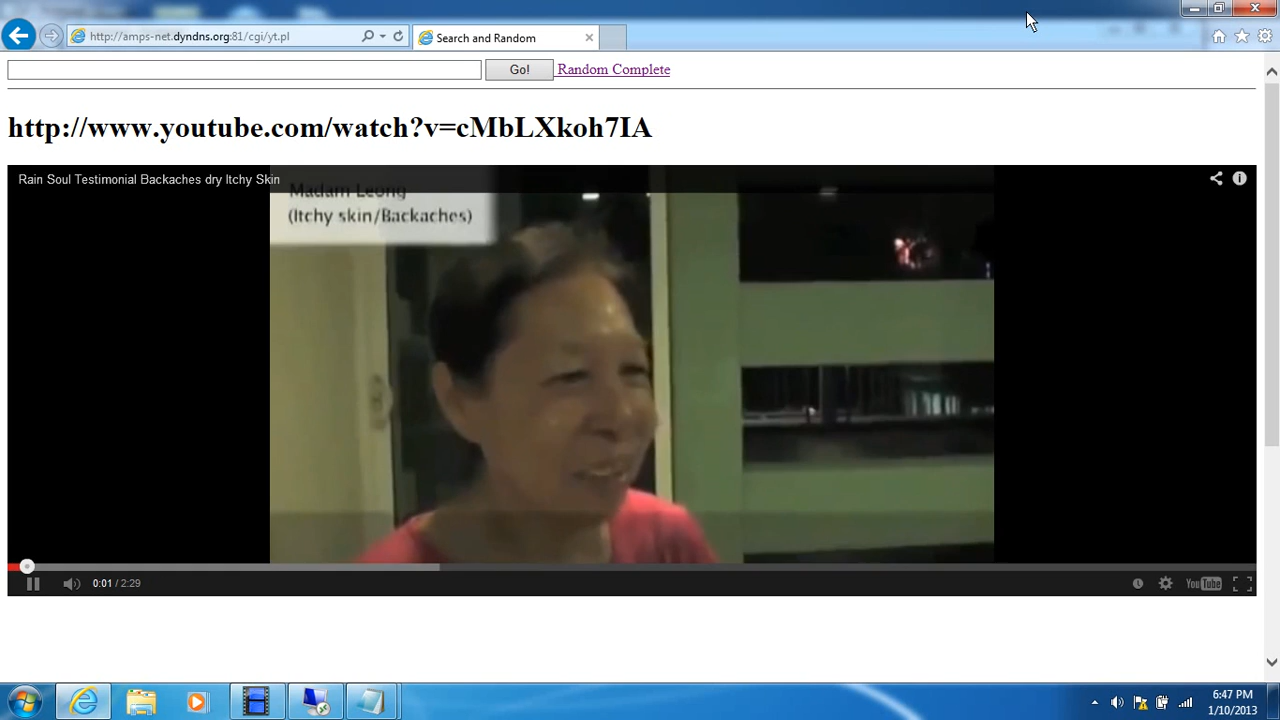 http://amps-net.dyndns.org:81/cgi/yt.pl
Search and Random
Go!
Random Complete
http://www.youtube.com/watch?v=cMbLXkoh7IA
Rain Soul Testimonial Backaches dry Itchy Skin
Madam Leong
(Itchy skin/Backaches)
0:01 / 2:29
YouTube
6:47 PM
1/10/2013